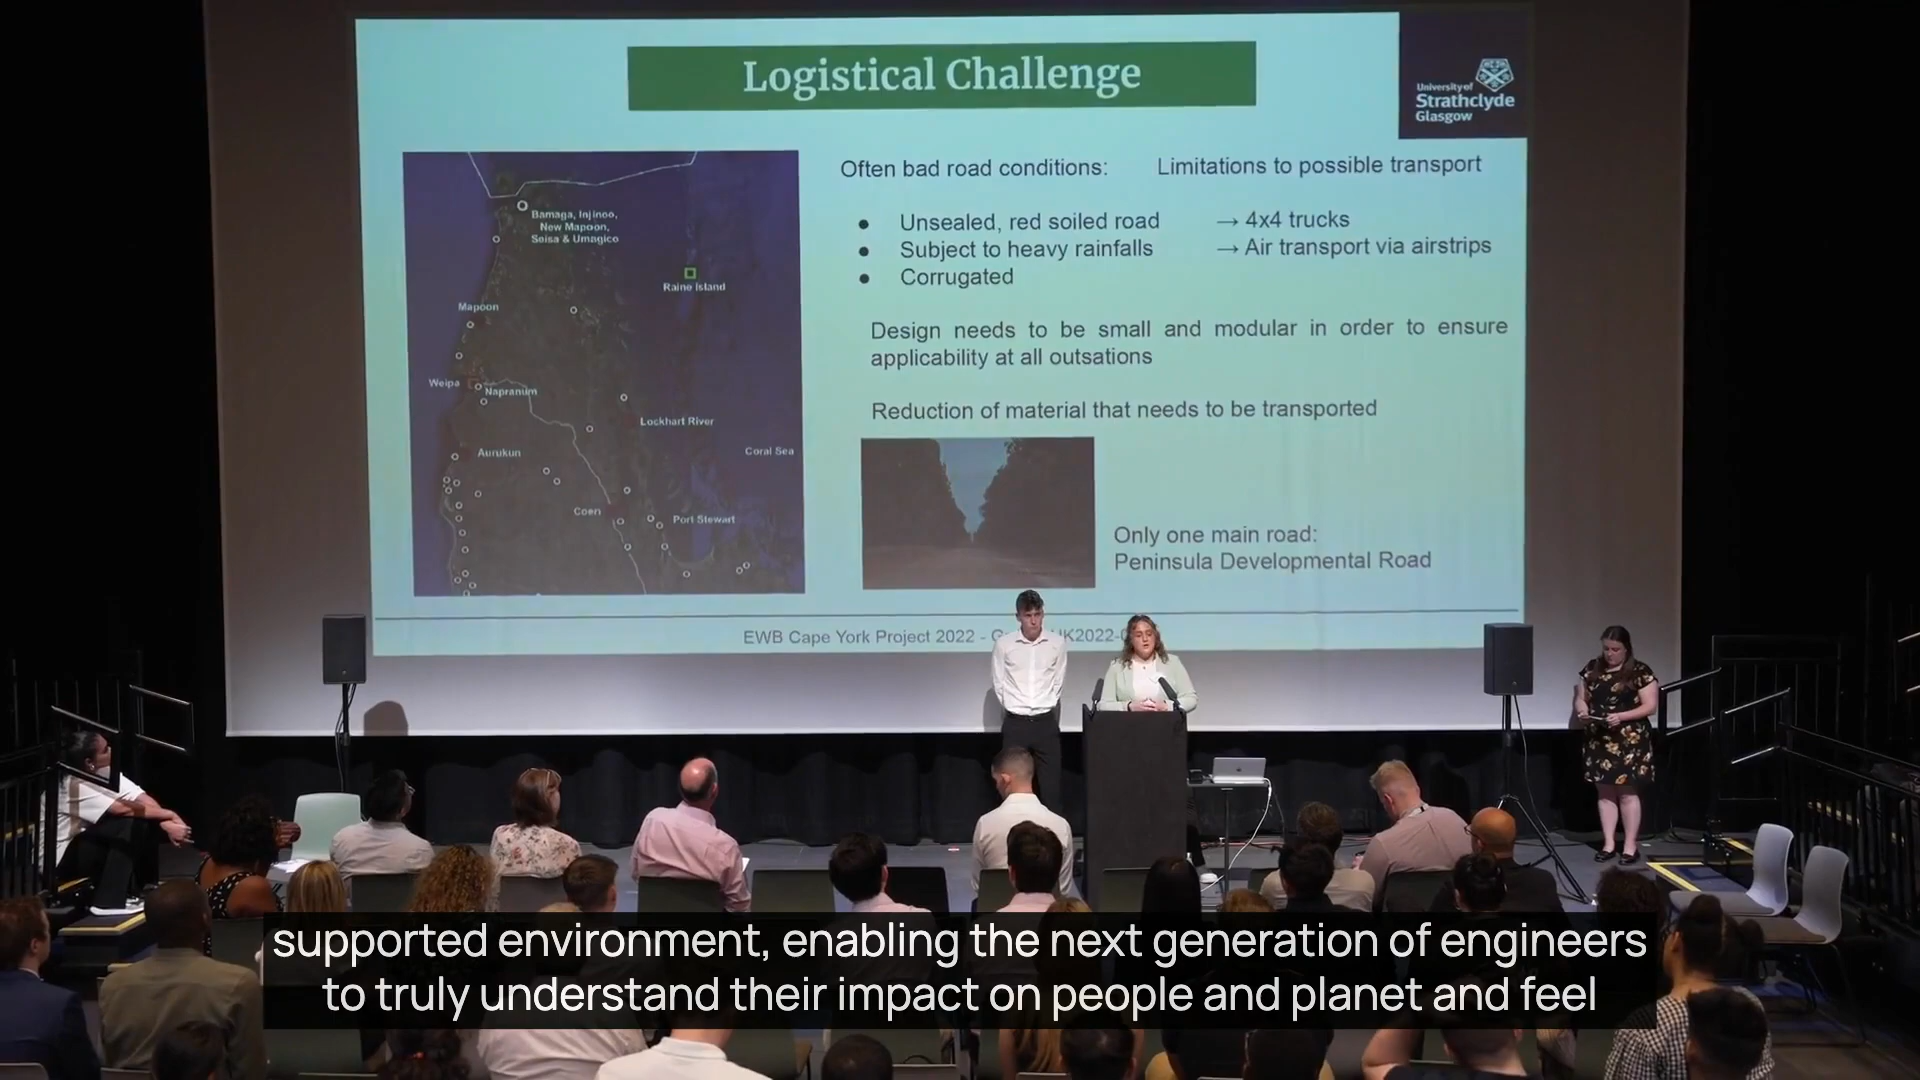 Logistical Challenge
University of
Strathclyde
Glasgow
Often bad road conditions:
Limitations to possible transport
● Unsealed, red soiled road
● Subject to heavy rainfalls
● Corrugated
→ 4x4 trucks
→ Air transport via airstrips
Design needs to be small and modular in order to ensure
applicability at all outsations
Reduction of material that needs to be transported
Only one main road:
Peninsula Developmental Road
Bamaga, Injinoo,
New Mapoon,
Seisa & Umagico
Raine Island
Mapoon
Weipa
Napranum
Lockhart River
Coral Sea
Aurukun
Coen
Port Stewart
EWB Cape York Project 2022 -
supported environment, enabling the next generation of engineers
to truly understand their impact on people and planet and feel